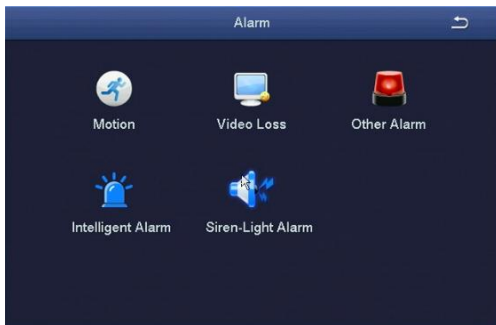 Alarm
Motion
Video Loss
Other Alarm
Intelligent Alarm
Siren-Light Alarm